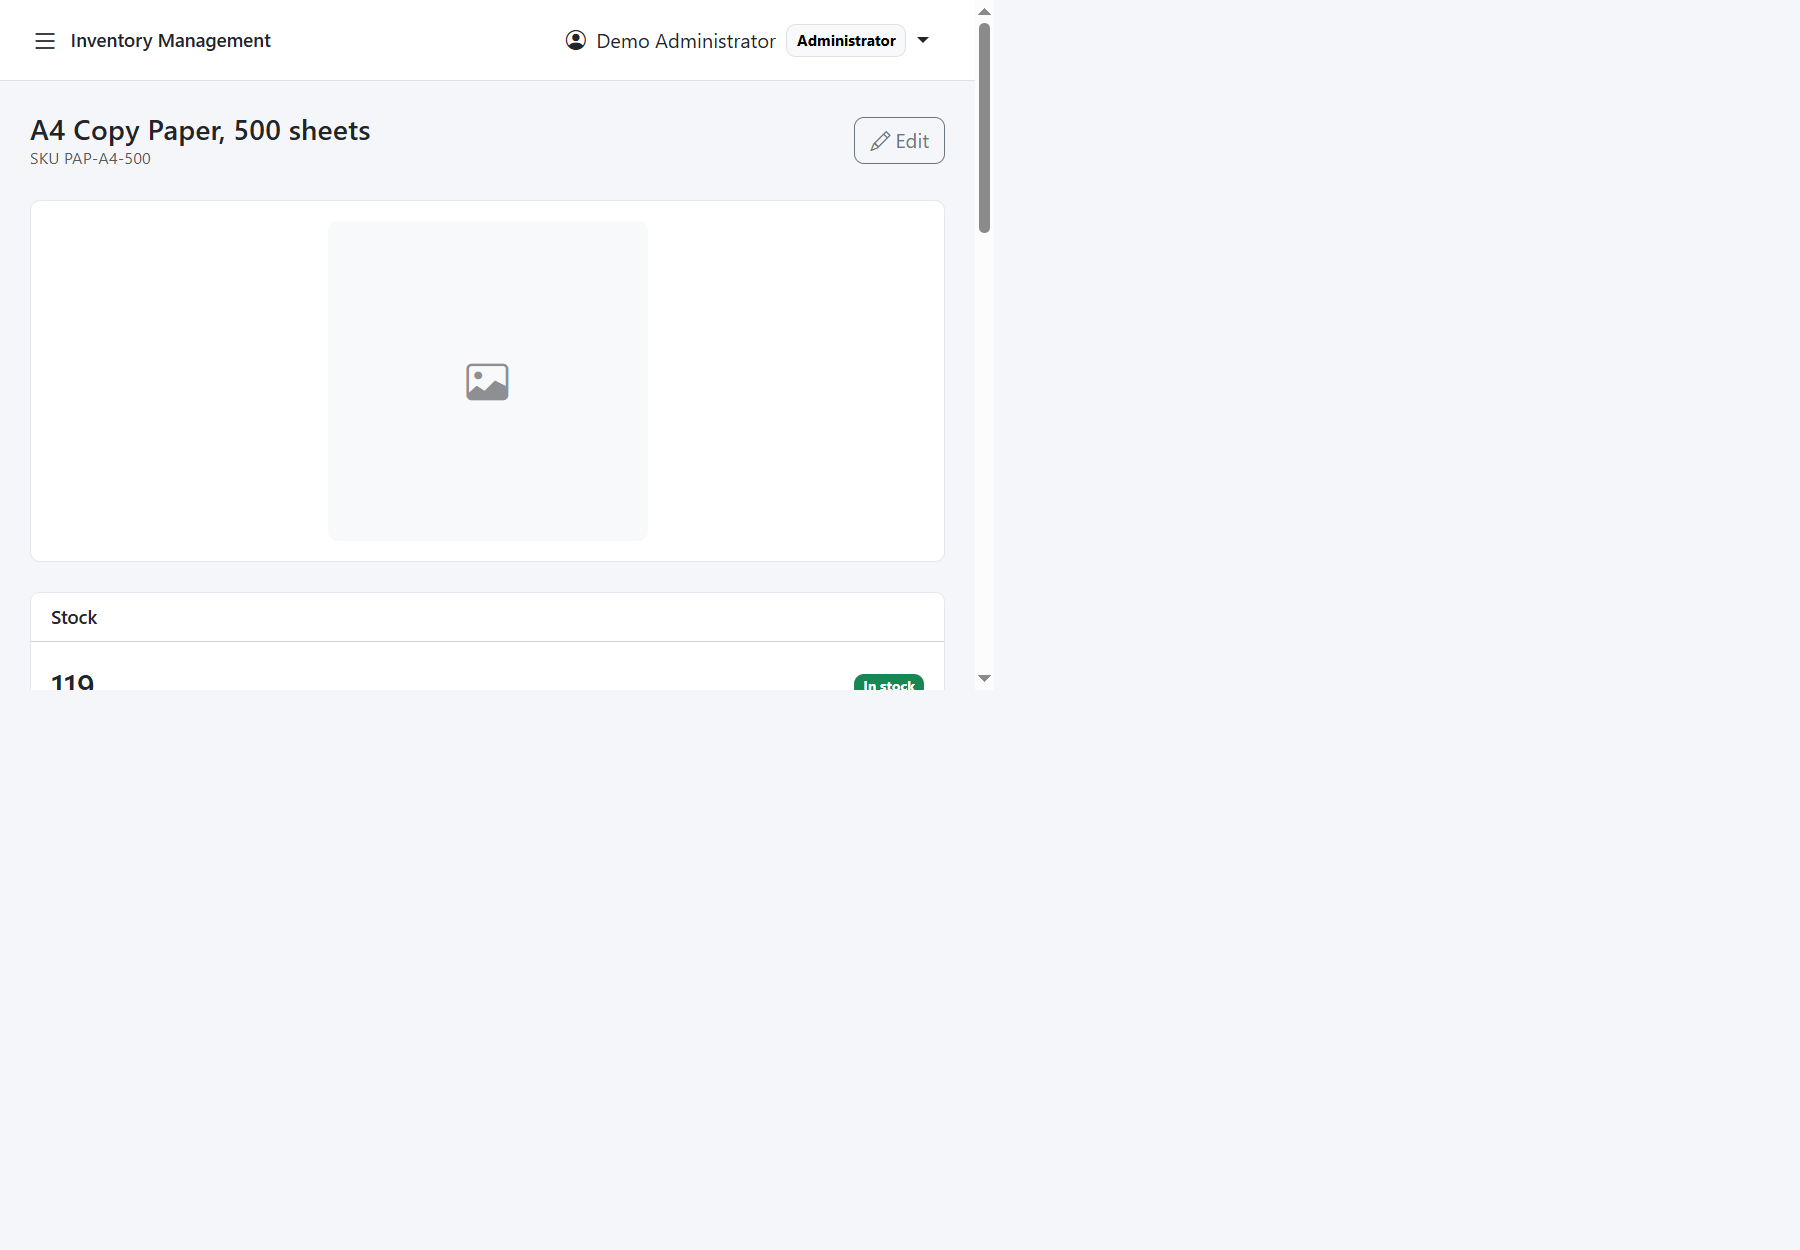 Inventory Management
Demo Administrator Administrator
A4 Copy Paper, 500 sheets
SKU PAP-A4-500
Edit
Stock
119
In stock